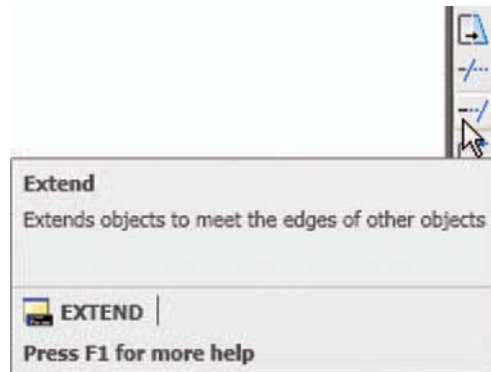 Extend
Extends objects to meet the edges of other objects
EXTEND
Press F1 for more help